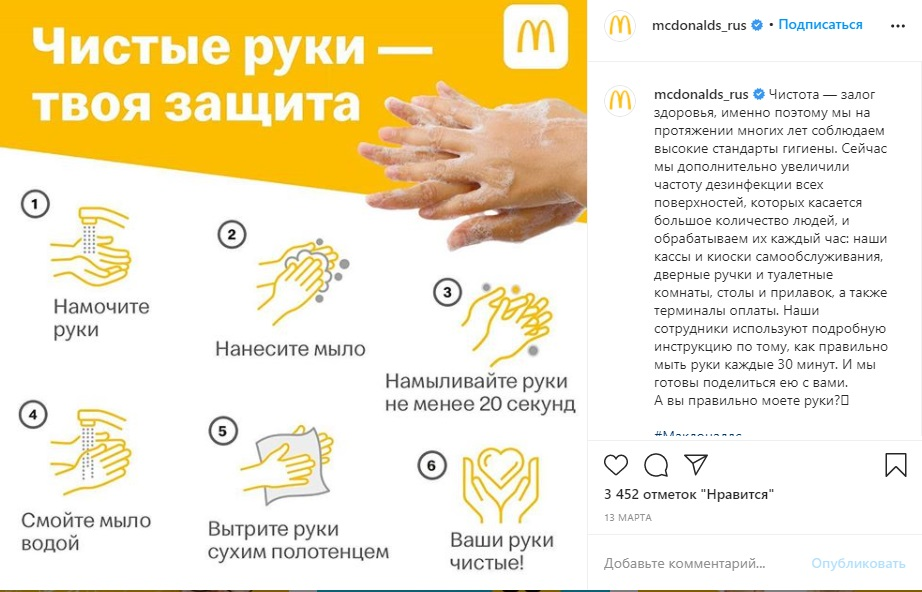 Чистые руки —
твоя защита
1
Намочите
руки
2
Нанесите мыло
3
Намыливайте руки
не менее 20 секунд
4
Смойте мыло
водой
5
Вытрите руки
сухим полотенцем
6
Ваши руки
чистые!
mcdonalds_rus • Подписаться
mcdonalds_rus Чистота — залог
здоровья, именно поэтому мы на
протяжении многих лет соблюдаем
высокие стандарты гигиены. Сейчас
мы дополнительно увеличили
частоту дезинфекции всех
поверхностей, которых касается
большое количество людей, и
обрабатываем их каждый час: наши
кассы и киоски самообслуживания,
дверные ручки и туалетные
комнаты, столы и прилавок, а также
терминалы оплаты. Наши
сотрудники используют подробную
инструкцию по тому, как правильно
мыть руки каждые 30 минут. И мы
готовы поделиться ею с вами.
А вы правильно моете руки?
#Макдоналдс
3 452 отметок "Нравится"
13 МАРТА
Добавьте комментарий... Опубликовать